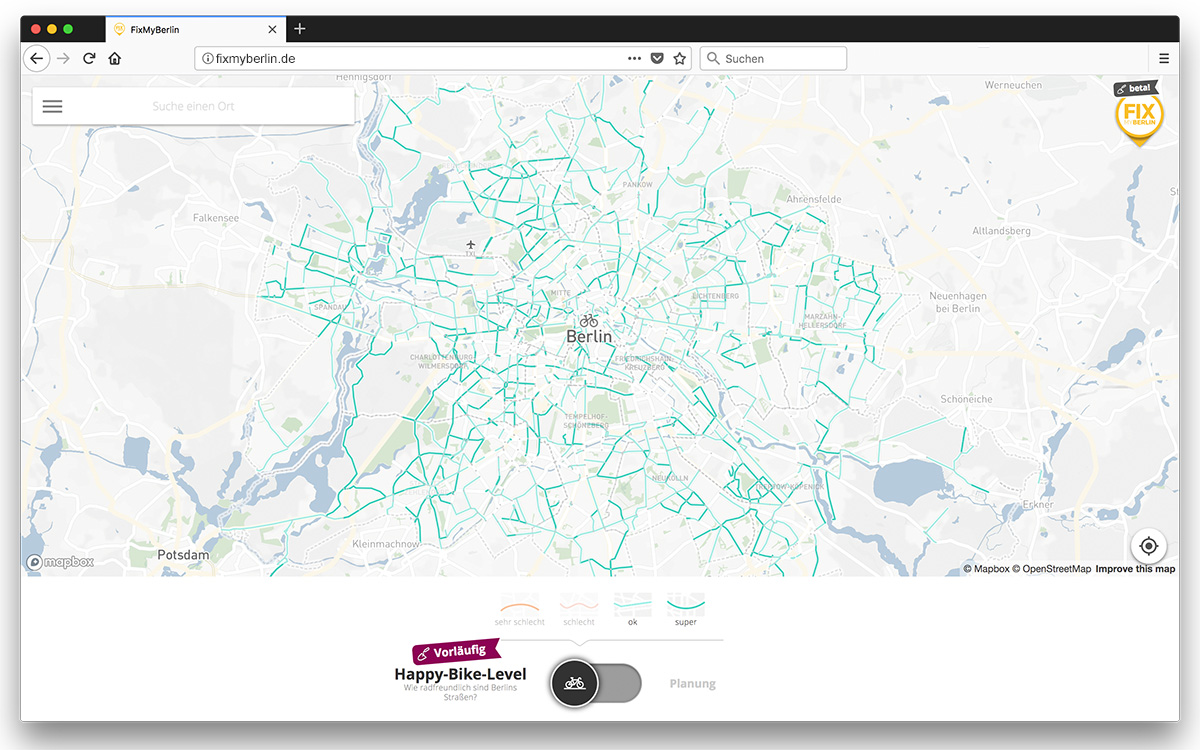 FixMyBerlin
fixmyberlin.de
Suchen
Hennigsdorf
Werneuchen
Suche einen Ort
beta!
FIX
MYBERLIN
PANKOW
Ahrensfelde
Falkensee
Altlandsberg
TXL
MITTE
LICHTENBERG
Neuenhagen
bei Berlin
SPANDAU
MARZAHN-
HELLERSDORF
Berlin
CHARLOTTENBURG
WILMERSDORF
FRIEDRICHSHAIN-
KREUZBERG
Schöneiche
TEMPELHOF-
SCHÖNEBERG
NEUKÖLLN
TREPTOW-KÖPENICK
Erkner
Kleinmachnow
Potsdam
mapbox
© Mapbox © OpenStreetMap Improve this map
sehr schlecht schlecht ok super
Vorläufig
Happy-Bike-Level
Wie radfreundlich sind Berlins
Straßen?
Planung